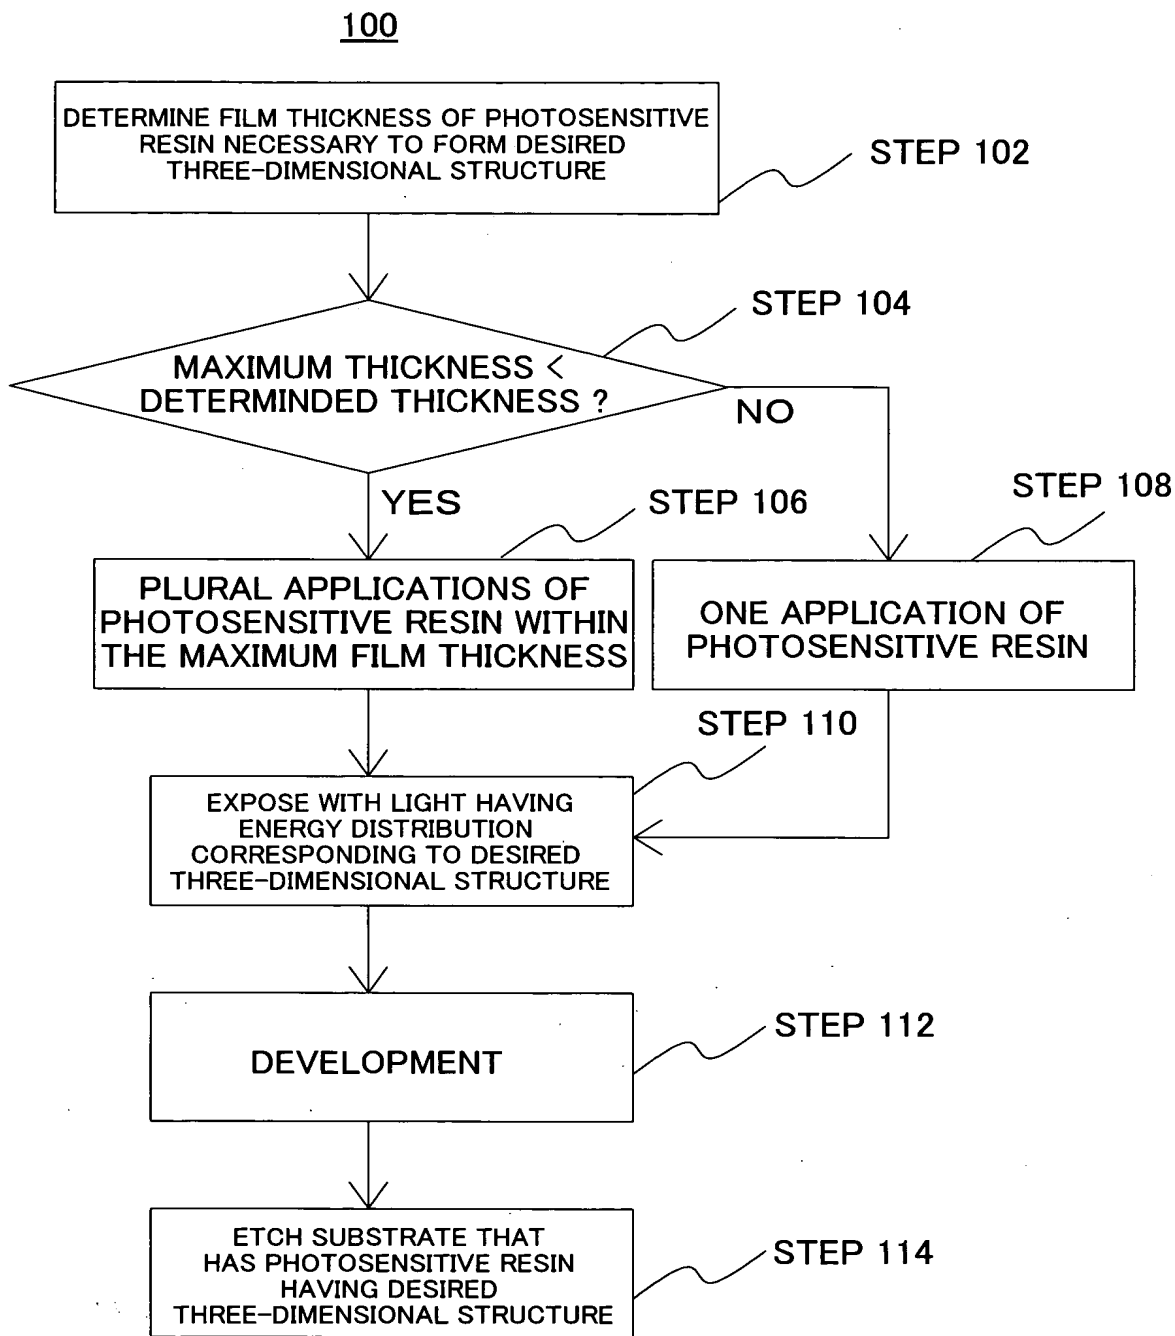 100
DETERMINE FILM THICKNESS OF PHOTOSENSITIVE
RESIN NECESSARY TO FORM DESIRED
THREE-DIMENSIONAL STRUCTURE
STEP 102
STEP 104
MAXIMUM THICKNESS <
DETERMINDED THICKNESS ?
NO
YES
STEP 106
STEP 108
PLURAL APPLICATIONS OF
PHOTOSENSITIVE RESIN WITHIN
THE MAXIMUM FILM THICKNESS
ONE APPLICATION OF
PHOTOSENSITIVE RESIN
STEP 110
EXPOSE WITH LIGHT HAVING
ENERGY DISTRIBUTION
CORRESPONDING TO DESIRED
THREE-DIMENSIONAL STRUCTURE
DEVELOPMENT
STEP 112
ETCH SUBSTRATE THAT
HAS PHOTOSENSITIVE RESIN
HAVING DESIRED
THREE-DIMENSIONAL STRUCTURE
STEP 114